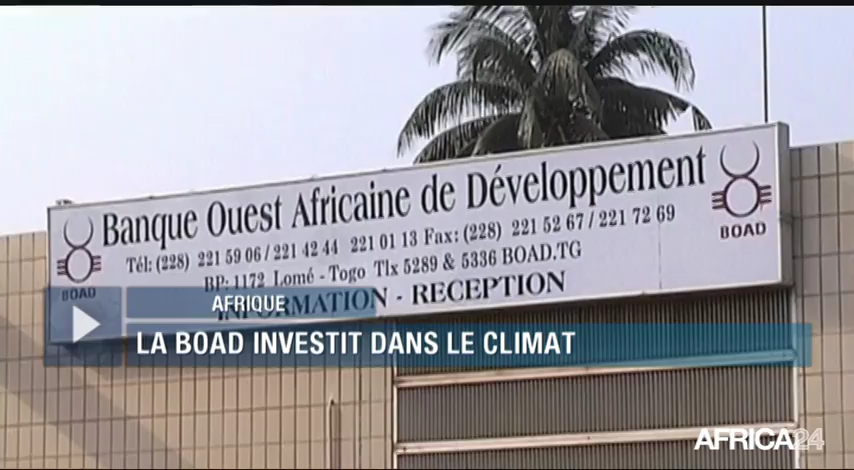 Banque Ouest Africaine de Développement
Tél: (228) 221 59 06 / 221 42 44 221 01 13 Fax: (228) 221 52 67 / 221 72 69
BP: 1172 Lomé - Togo Tlx 5289 & 5336 BOAD.TG
INFORMATION - RECEPTION
BOAD
BOAD
AFRIQUE
LA BOAD INVESTIT DANS LE CLIMAT
AFRICA24